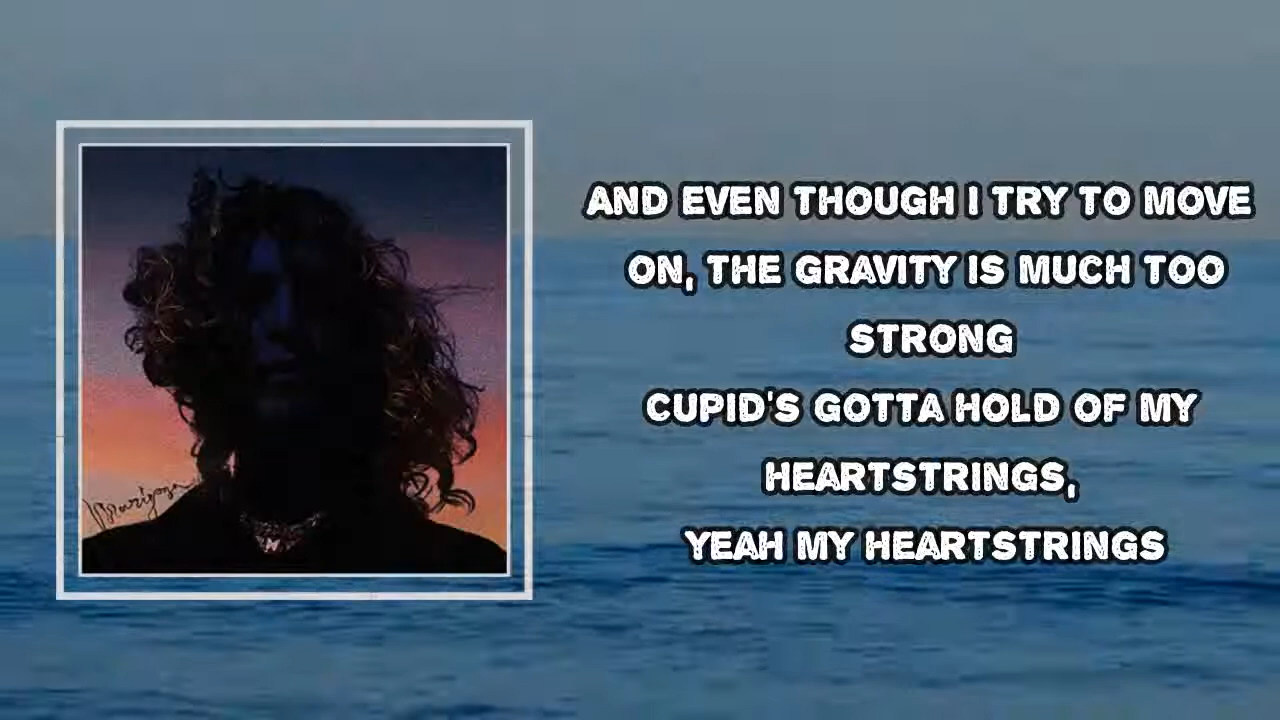 AND EVEN THOUGH I TRY TO MOVE
ON, THE GRAVITY IS MUCH TOO
STRONG
CUPID'S GOTTA HOLD OF MY
HEARTSTRINGS,
YEAH MY HEARTSTRINGS